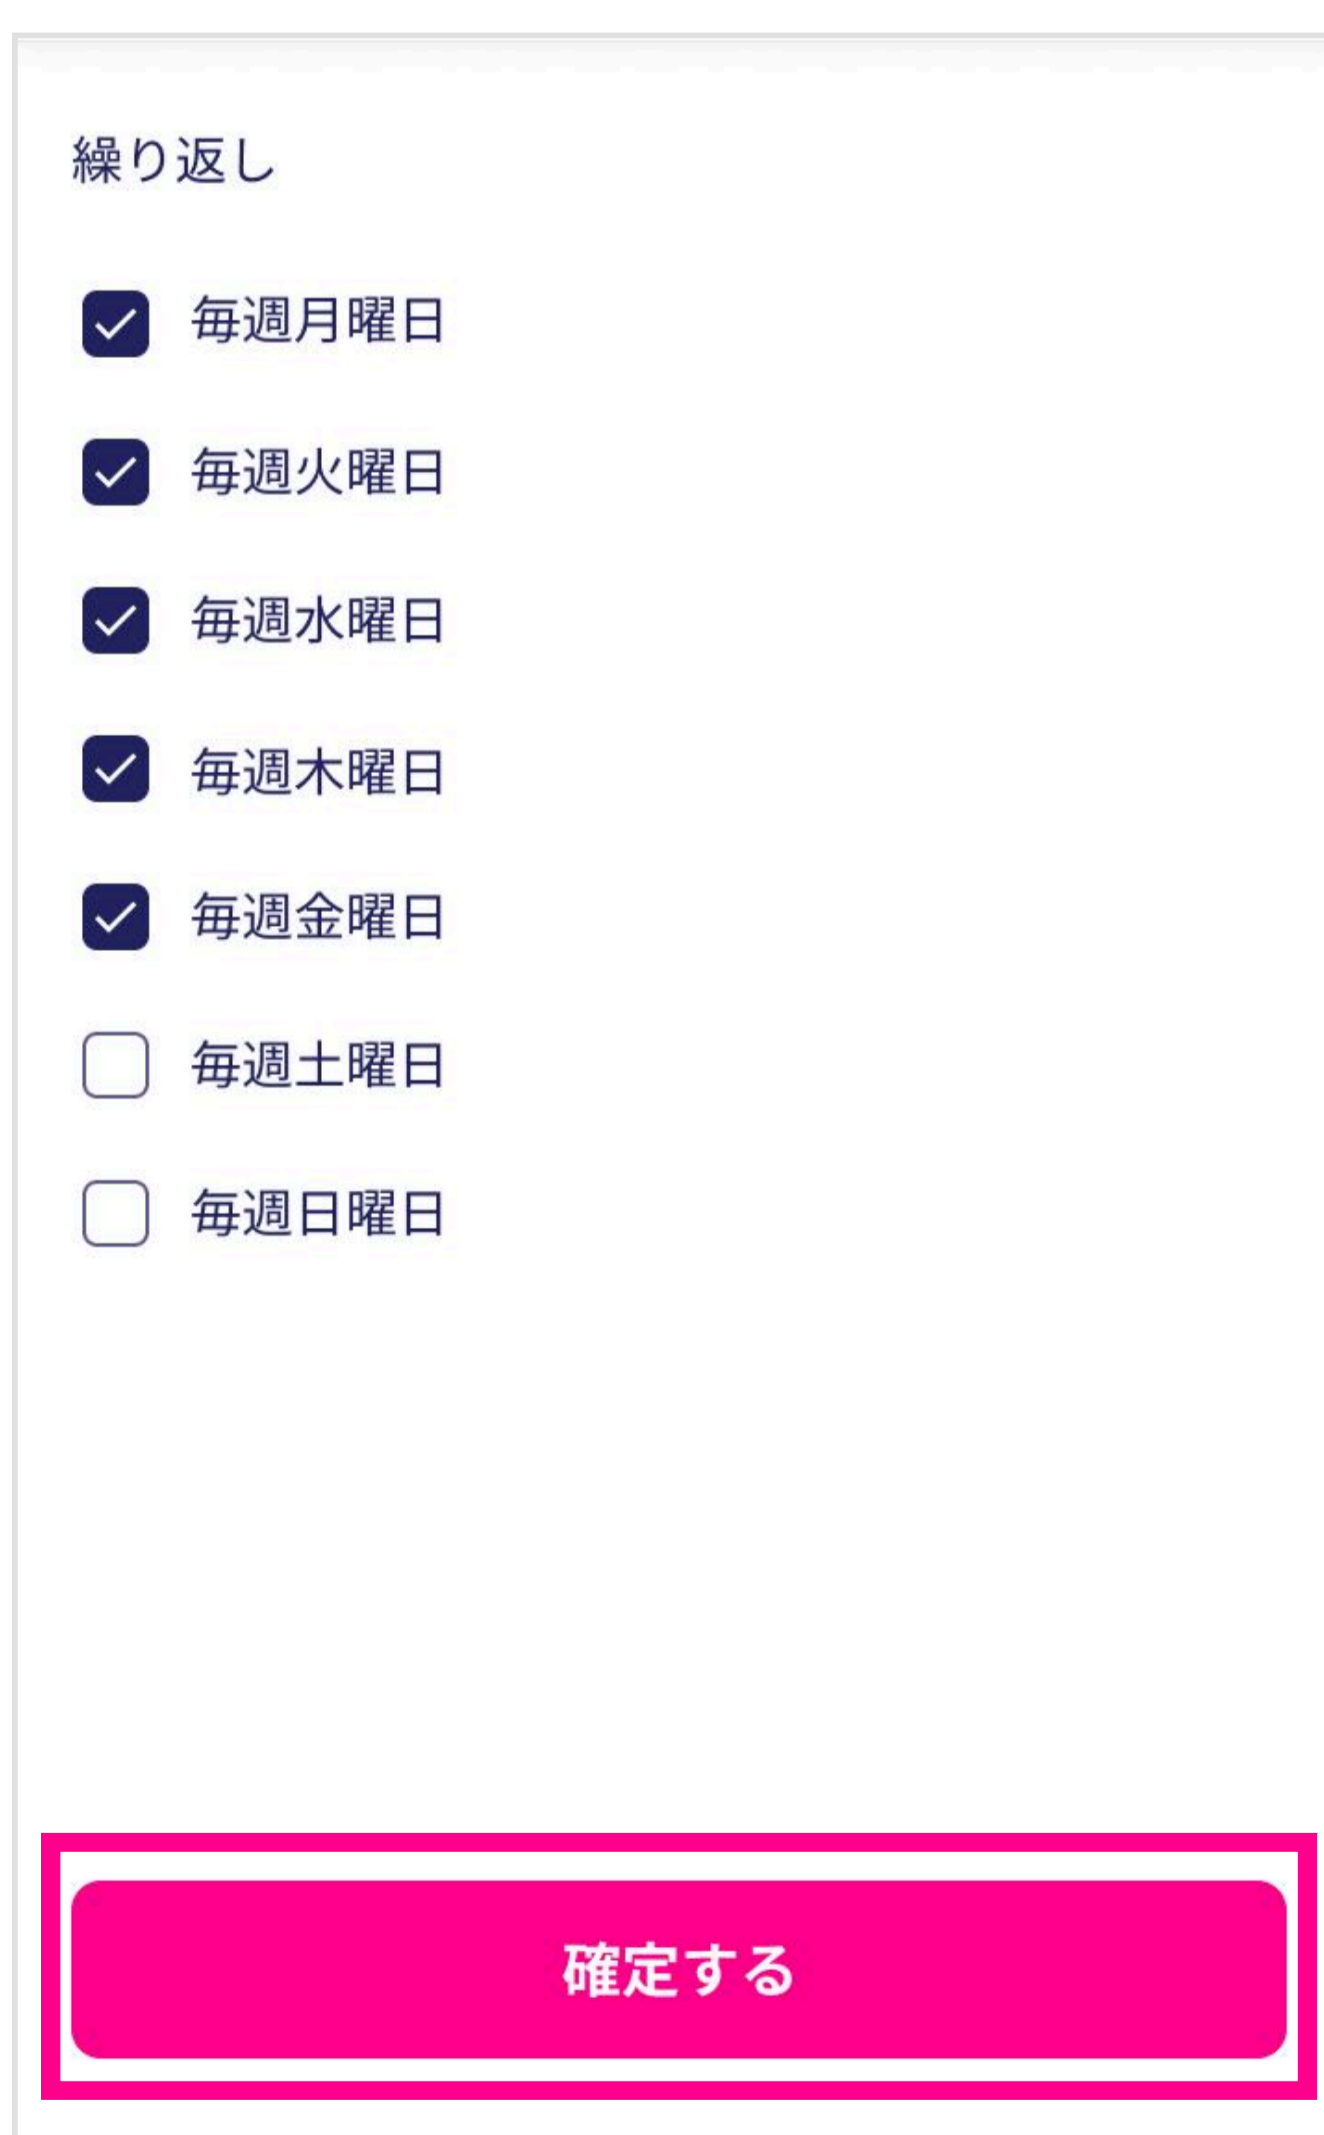 繰り返し
毎週月曜日
毎週火曜日
毎週水曜日
毎週木曜日
毎週金曜日
毎週土曜日
毎週日曜日
確定する